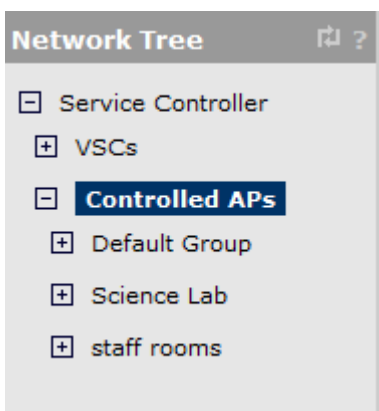 Network Tree ?
Service Controller
VSCs
Controlled APs
Default Group
Science Lab
staff rooms